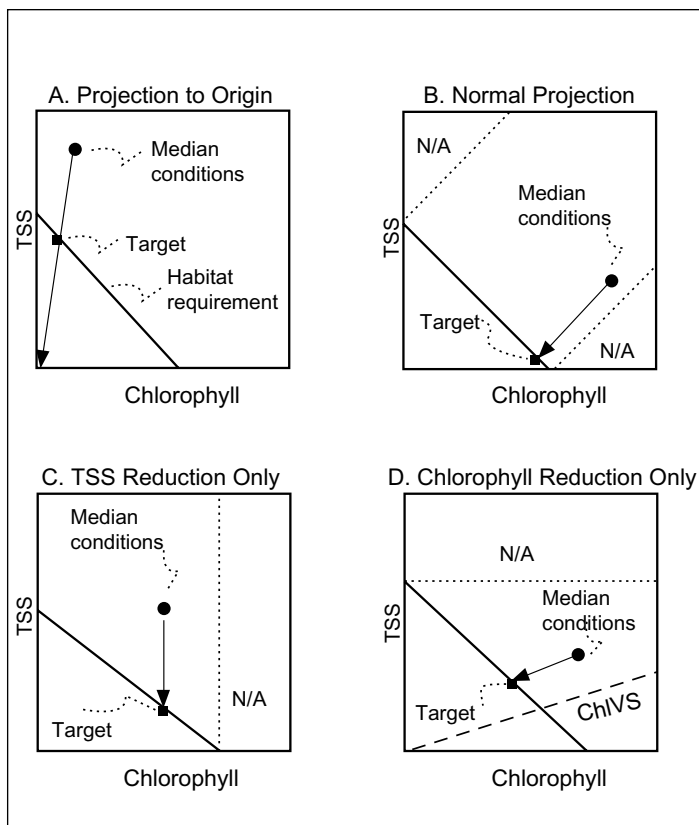 A. Projection to Origin
Median
conditions
Target
Habitat
requirement
TSS
Chlorophyll
B. Normal Projection
N/A
Median
conditions
TSS
Target
N/A
Chlorophyll
C. TSS Reduction Only
Median
conditions
TSS
N/A
Target
Chlorophyll
D. Chlorophyll Reduction Only
N/A
Median
conditions
TSS
Target
ChlVS
Chlorophyll